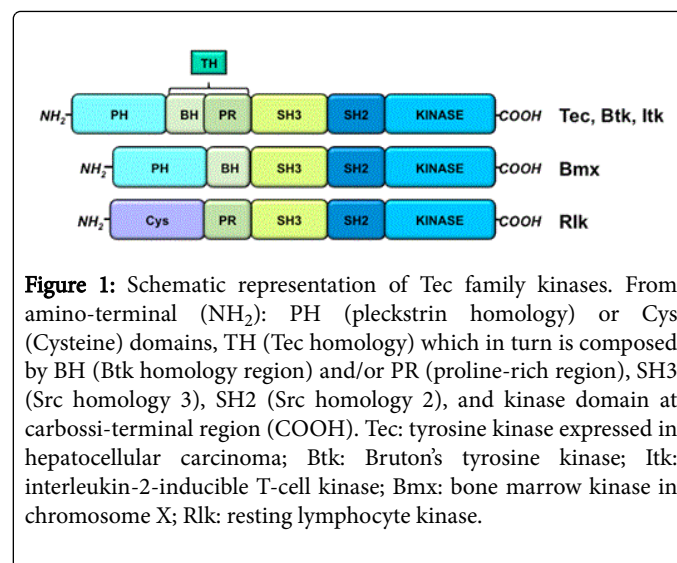 TH
NH2 PH BH PR SH3 SH2 KINASE COOH Tec, Btk, Itk
NH2 PH BH SH3 SH2 KINASE COOH Bmx
NH2 Cys PR SH3 SH2 KINASE COOH Rlk
Figure 1: Schematic representation of Tec family kinases. From
amino-terminal (NH2): PH (pleckstrin homology) or Cys
(Cysteine) domains, TH (Tec homology) which in turn is composed
by BH (Btk homology region) and/or PR (proline-rich region), SH3
(Src homology 3), SH2 (Src homology 2), and kinase domain at
carbossi-terminal region (COOH). Tec: tyrosine kinase expressed in
hepatocellular carcinoma; Btk: Bruton's tyrosine kinase; Itk:
interleukin-2-inducible T-cell kinase; Bmx: bone marrow kinase in
chromosome X; Rlk: resting lymphocyte kinase.